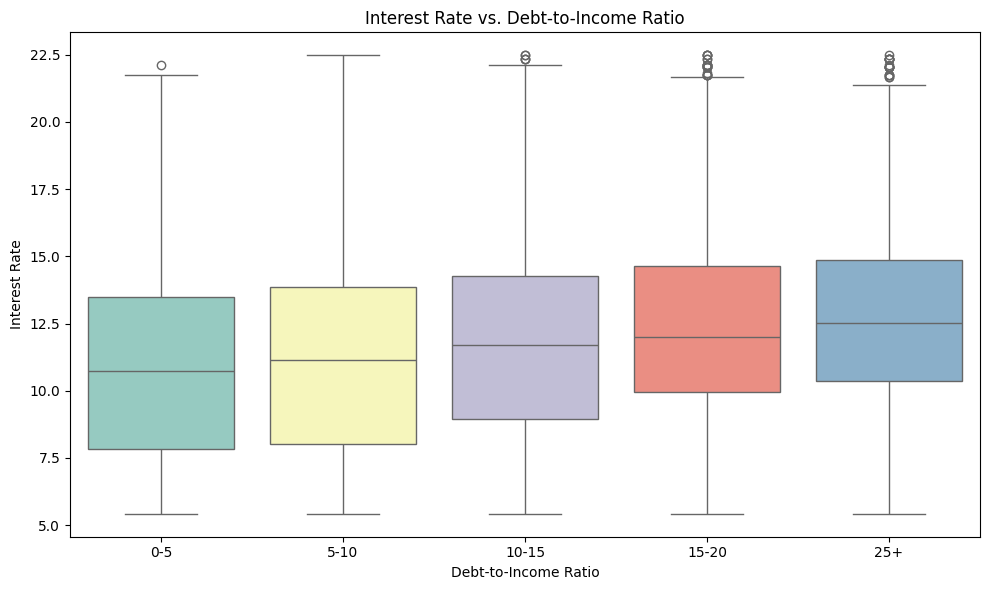 Interest Rate vs. Debt-to-Income Ratio
Interest Rate
22.5
20.0
17.5
15.0
12.5
10.0
7.5
5.0
0-5 5-10 10-15 15-20 25+
Debt-to-Income Ratio